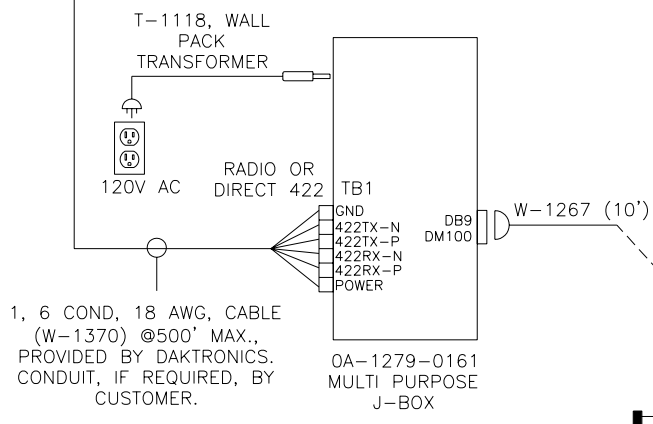 T-1118, WALL
PACK
TRANSFORMER
120V AC
RADIO OR
DIRECT 422
TB1
GND
422TX-N
422TX-P
422RX-N
422RX-P
POWER
DB9
DM100
W-1267 (10')
1, 6 COND, 18 AWG, CABLE
(W-1370) @500' MAX.,
PROVIDED BY DAKTRONICS.
CONDUIT, IF REQUIRED, BY
CUSTOMER.
0A-1279-0161
MULTI PURPOSE
J-BOX